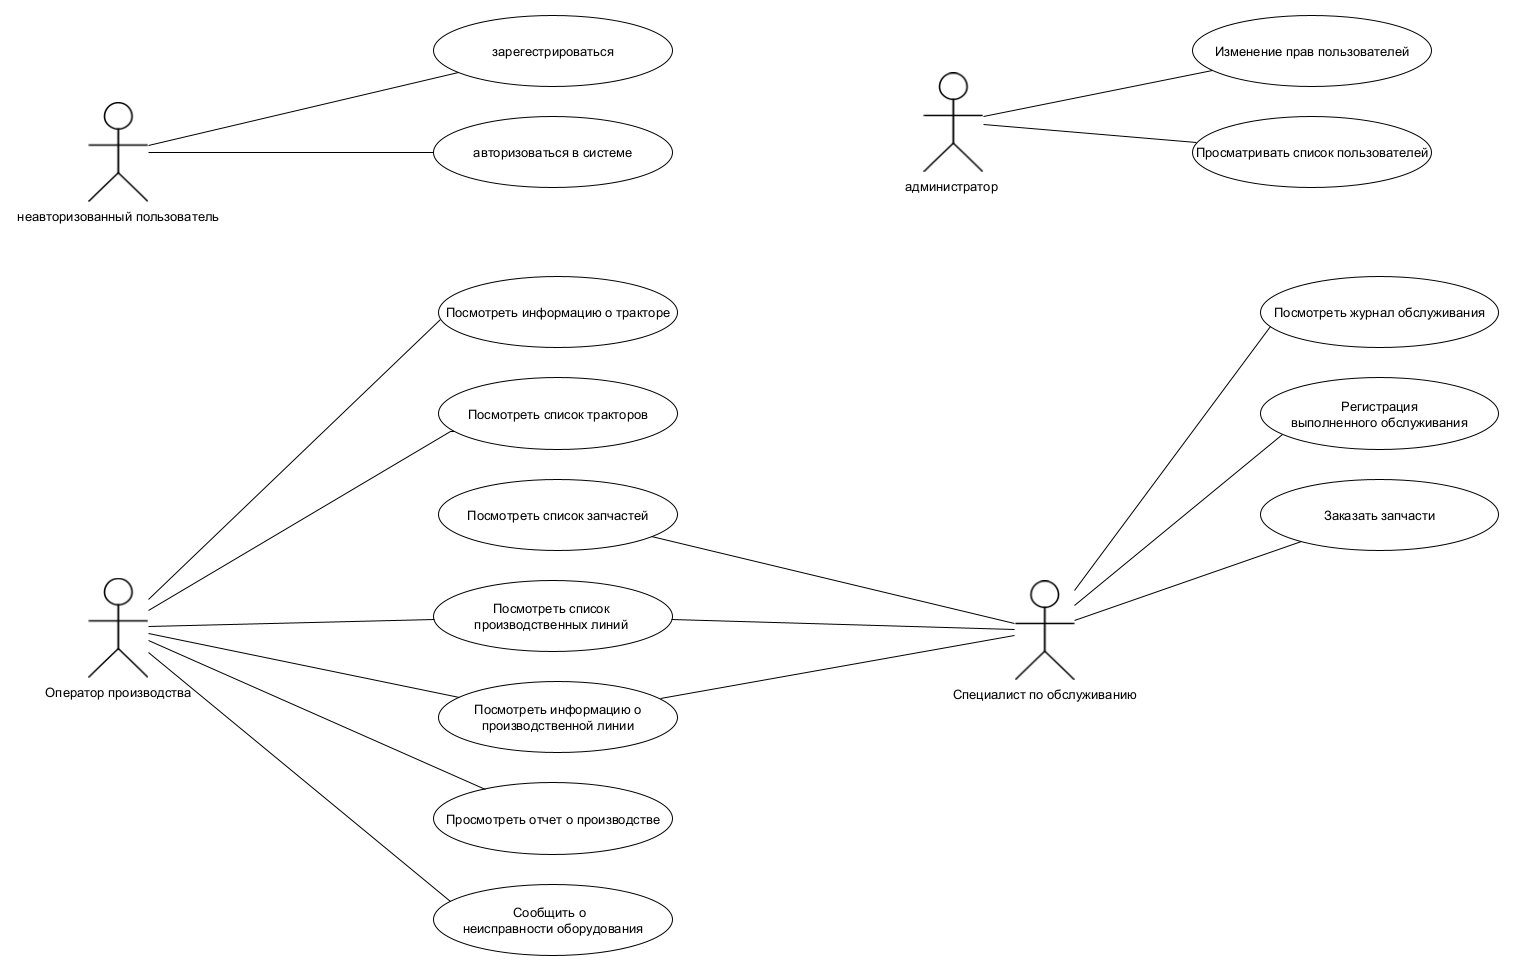 зарегестрироваться
авторизоваться в системе
неавторизованный пользователь
Изменение прав пользователей
Просматривать список пользователей
администратор
Посмотреть информацию о тракторе
Посмотреть список тракторов
Посмотреть список запчастей
Посмотреть список
производственных линий
Посмотреть информацию о
производственной линии
Просмотреть отчет о производстве
Сообщить о
неисправности оборудования
Оператор производства
Посмотреть журнал обслуживания
Регистрация
выполненного обслуживания
Заказать запчасти
Специалист по обслуживанию